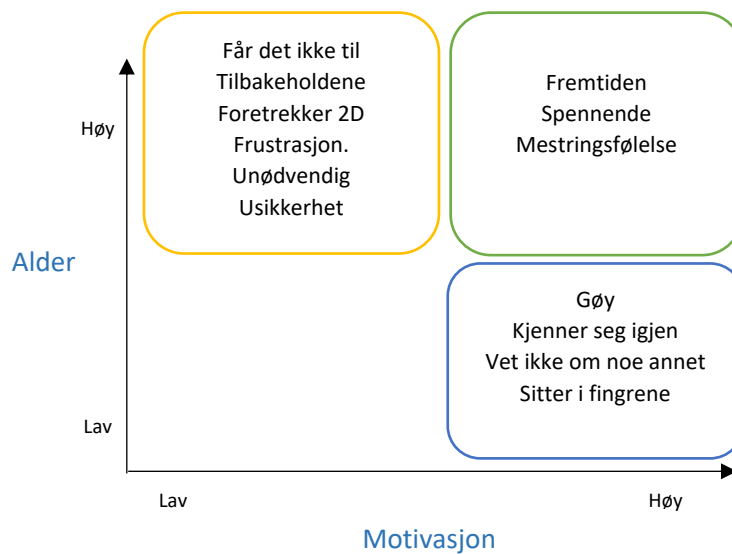 Får det ikke til
Tilbakeholdene
Foretrekker 2D
Frustrasjon.
Unødvendig
Usikkerhet
Fremtiden
Spennende
Mestringsfølelse
Høy
Alder
Gøy
Kjenner seg igjen
Vet ikke om noe annet
Sitter i fingrene
Lav
Lav
Høy
Motivasjon